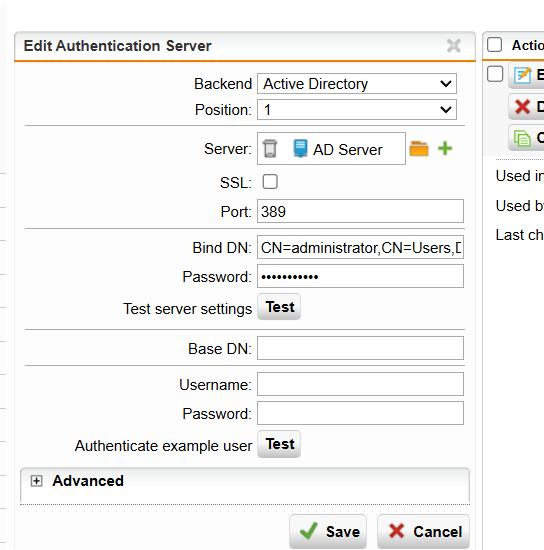 Edit Authentication Server
Actio
Backend Active Directory
Position: 1
Server: AD Server
SSL:
Port: 389
Used in
Used by
Last ch
Bind DN: CN=administrator,CN=Users,D
Password: •••••••••••
Test server settings Test
Base DN:
Username:
Password:
Authenticate example user Test
Advanced
Save Cancel